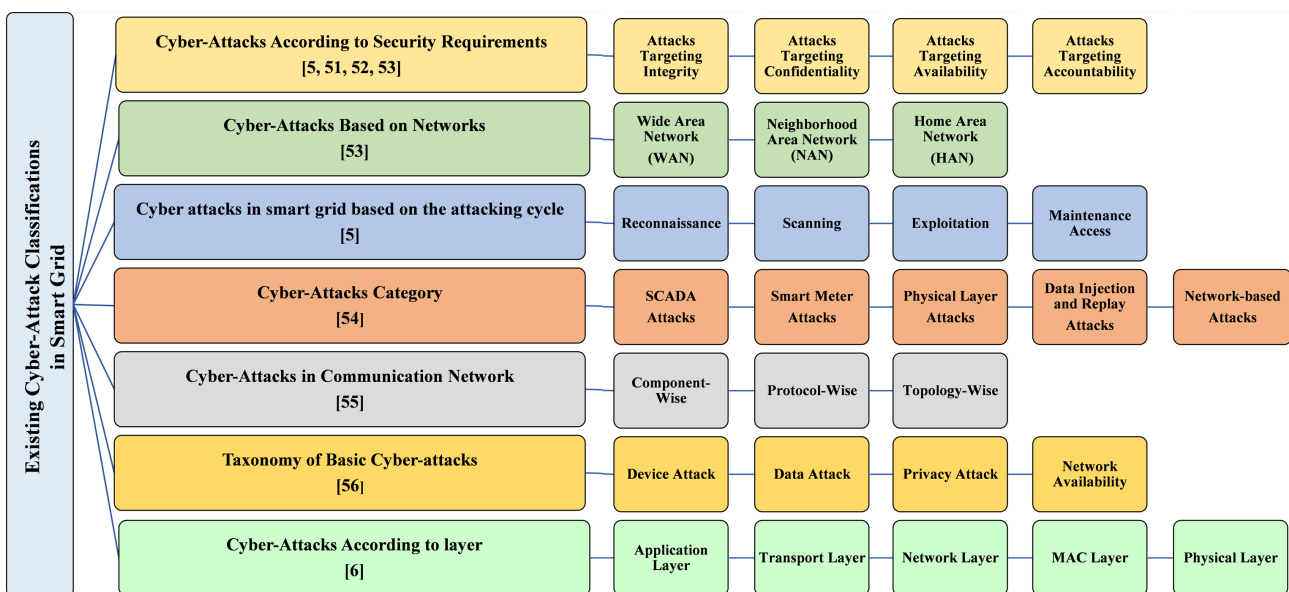 Existing Cyber-Attack Classifications
in Smart Grid
Cyber-Attacks According to Security Requirements
[5, 51, 52, 53]
Attacks
Targeting
Integrity
Attacks
Targeting
Confidentiality
Attacks
Targeting
Availability
Attacks
Targeting
Accountability
Cyber-Attacks Based on Networks
[53]
Wide Area
Network
(WAN)
Neighborhood
Area Network
(NAN)
Home Area
Network
(HAN)
Cyber attacks in smart grid based on the attacking cycle
[5]
Reconnaissance
Scanning
Exploitation
Maintenance
Access
Cyber-Attacks Category
[54]
SCADA
Attacks
Smart Meter
Attacks
Physical Layer
Attacks
Data Injection
and Replay
Attacks
Network-based
Attacks
Cyber-Attacks in Communication Network
[55]
Component-
Wise
Protocol-Wise
Topology-Wise
Taxonomy of Basic Cyber-attacks
[56]
Device Attack
Data Attack
Privacy Attack
Network
Availability
Cyber-Attacks According to layer
[6]
Application
Layer
Transport Layer
Network Layer
MAC Layer
Physical Layer